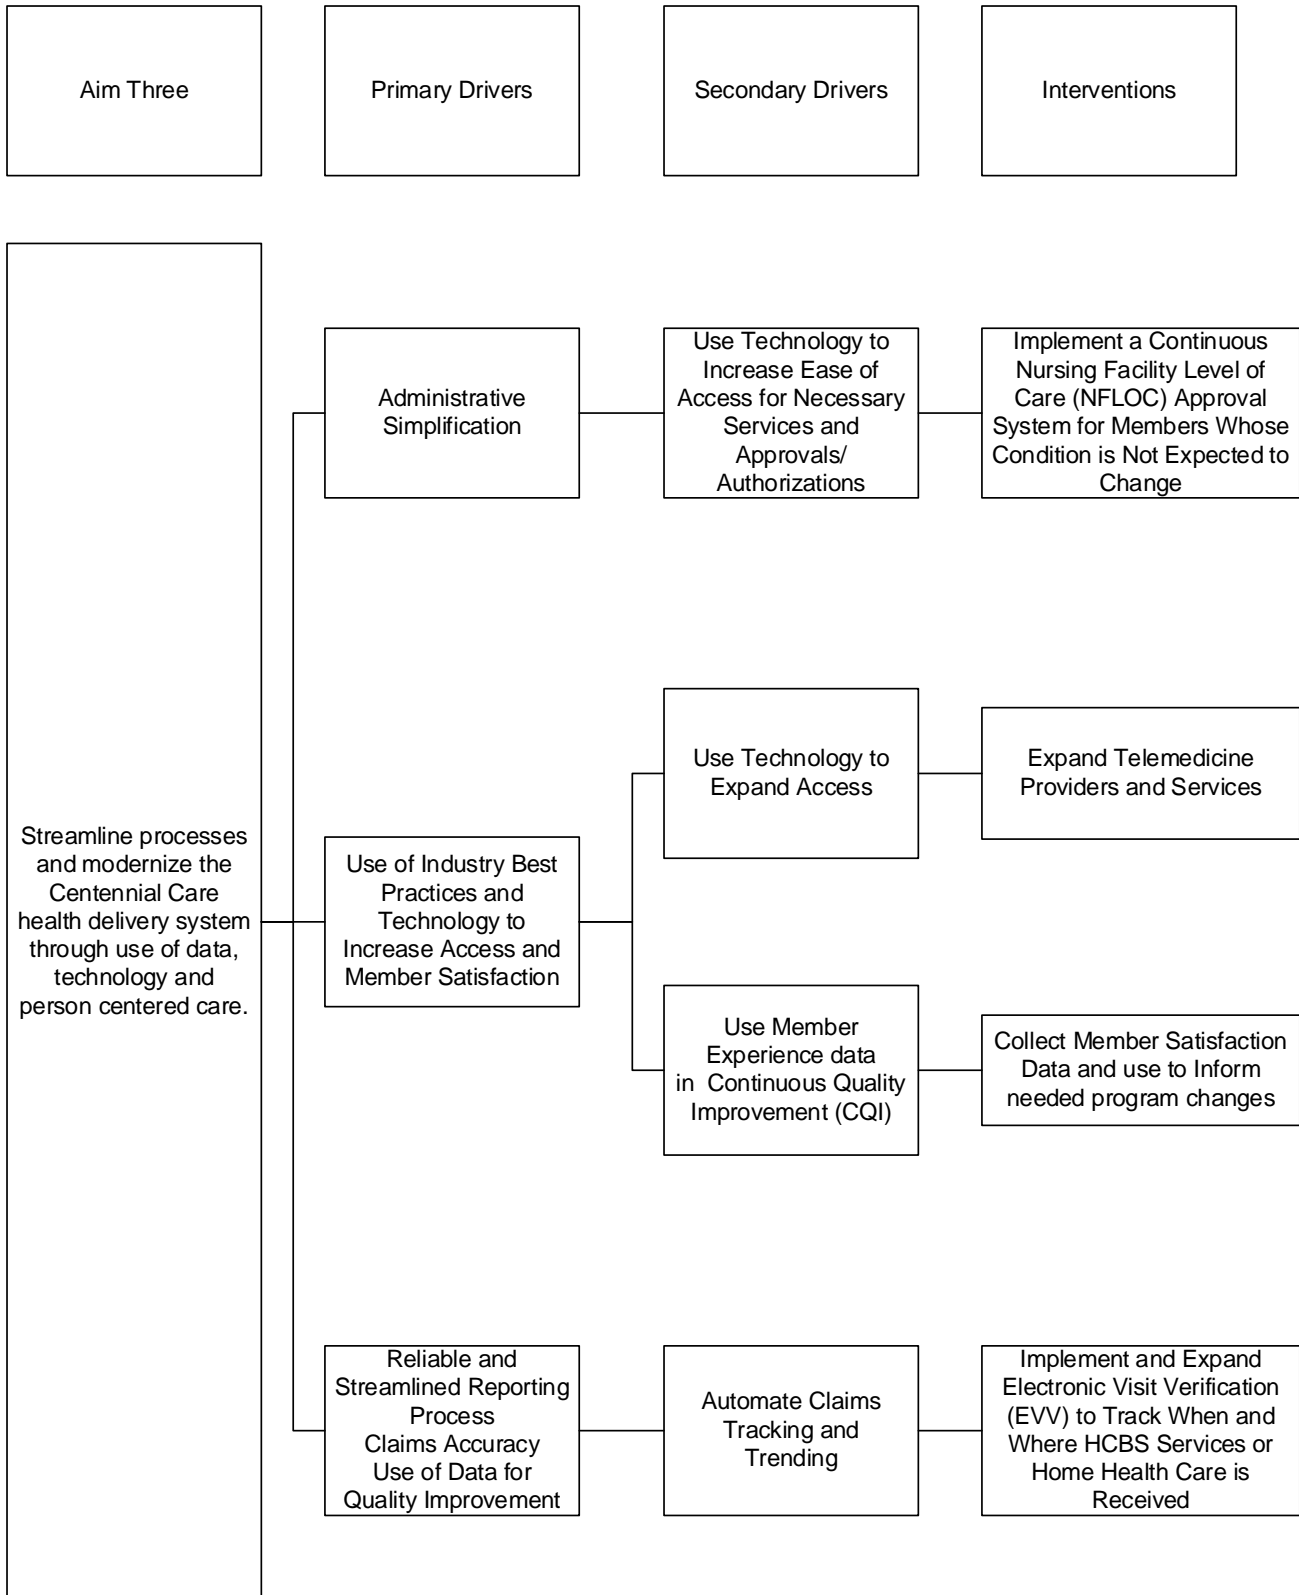 Aim Three
Primary Drivers
Secondary Drivers
Interventions
Streamline processes
and modernize the
Centennial Care
health delivery system
through use of data,
technology and
person centered care.
Administrative
Simplification
Use Technology to
Increase Ease of
Access for Necessary
Services and
Approvals/
Authorizations
Implement a Continuous
Nursing Facility Level of
Care (NFLOC) Approval
System for Members Whose
Condition is Not Expected to
Change
Use of Industry Best
Practices and
Technology to
Increase Access and
Member Satisfaction
Use Technology to
Expand Access
Expand Telemedicine
Providers and Services
Use Member
Experience data
in  Continuous Quality
Improvement (CQI)
Collect Member Satisfaction
Data and use to Inform
needed program changes
Reliable and
Streamlined Reporting
Process
Claims Accuracy
Use of Data for
Quality Improvement
Automate Claims
Tracking and
Trending
Implement and Expand
Electronic Visit Verification
(EVV) to Track When and
Where HCBS Services or
Home Health Care is
Received